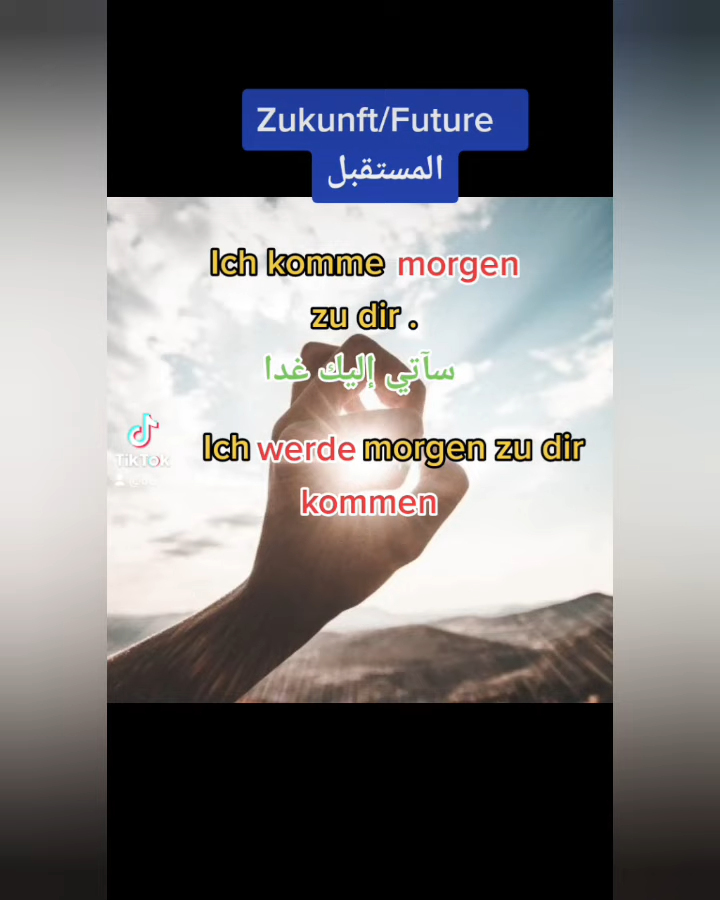 Zukunft/Future
المستقبل
Ich komme morgen
zu dir .
سآتي إليك غدا
Ich werde morgen zu dir
kommen
TikTok